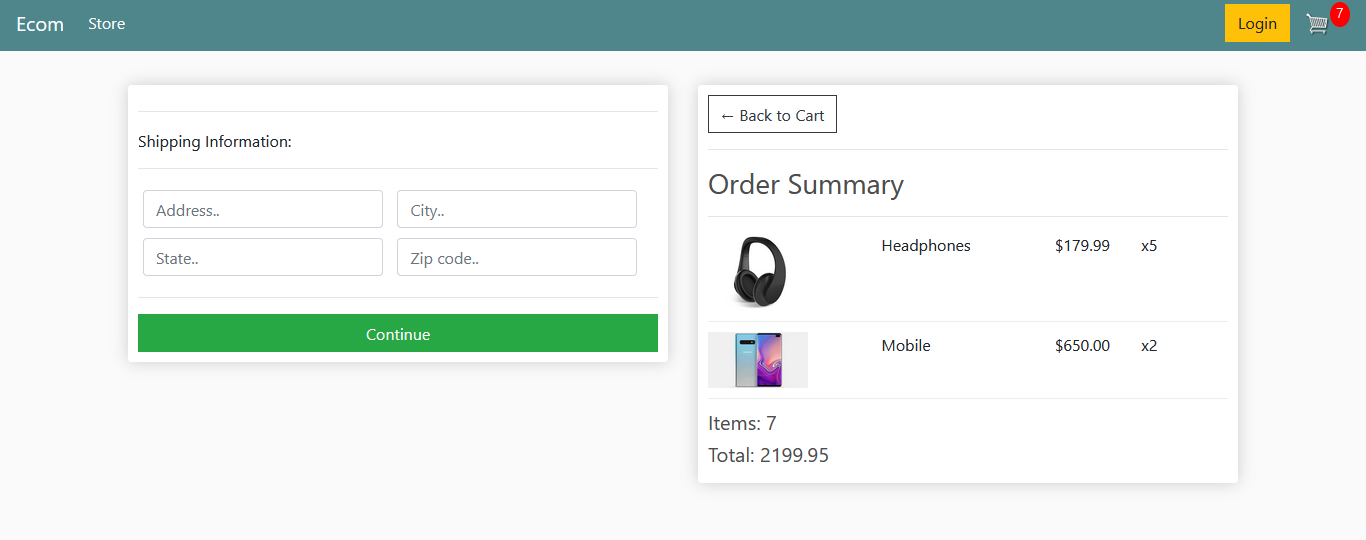 Ecom Store Login 7
Shipping Information:
Address.. City..
State.. Zip code..
Continue
← Back to Cart
Order Summary
Headphones $179.99 x5
Mobile $650.00 x2
Items: 7
Total: 2199.95